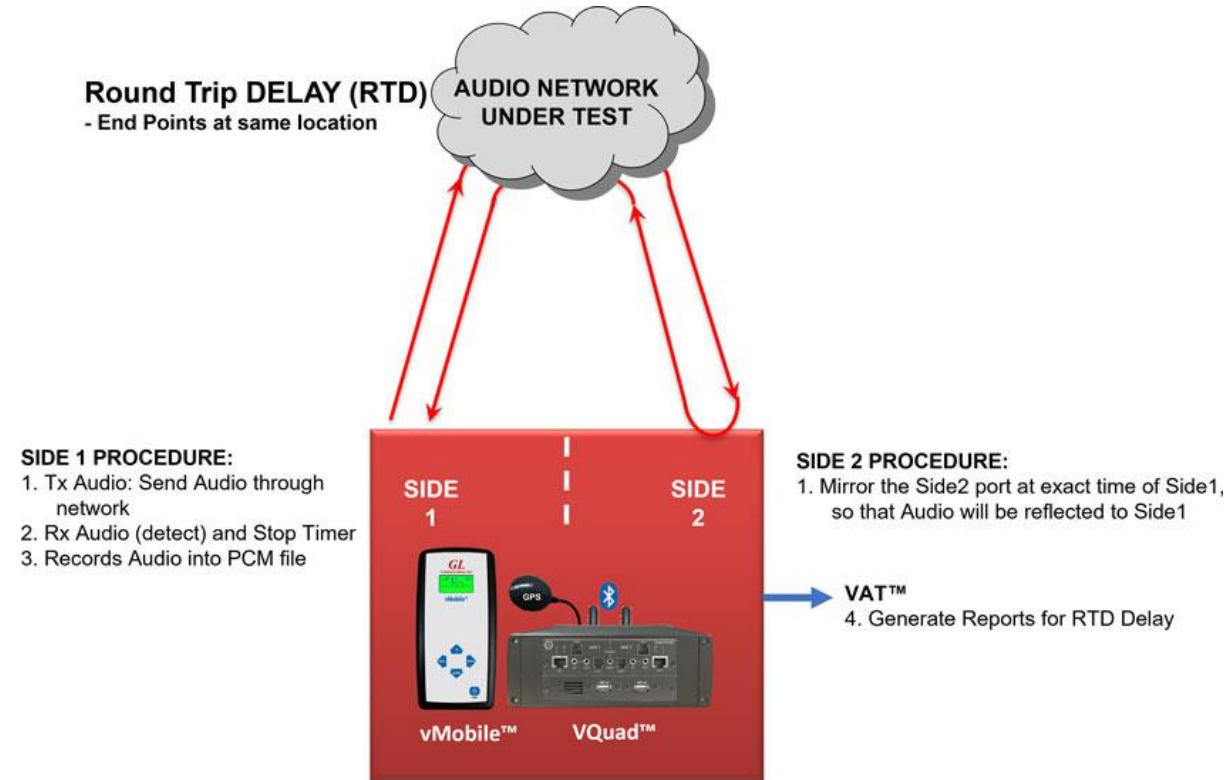 Round Trip DELAY (RTD)
- End Points at same location
AUDIO NETWORK
UNDER TEST
SIDE 1 PROCEDURE:
1. Tx Audio: Send Audio through
network
2. Rx Audio (detect) and Stop Timer
3. Records Audio into PCM file
SIDE
1
SIDE
2
GL
vMobile™
GPS
vMobile™
VQuad™
SIDE 2 PROCEDURE:
1. Mirror the Side2 port at exact time of Side1,
so that Audio will be reflected to Side1
VAT™
4. Generate Reports for RTD Delay